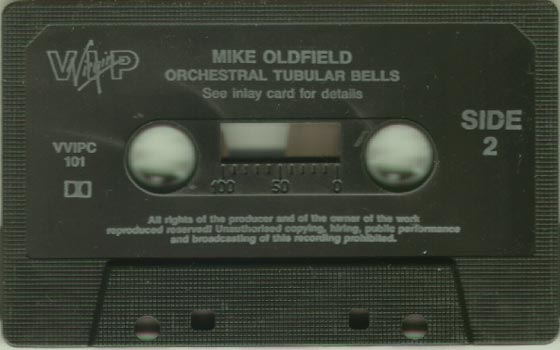 VIP
Virgin
MIKE OLDFIELD
ORCHESTRAL TUBULAR BELLS
See inlay card for details
SIDE
2
VVIPC
101
100 50 0
All rights of the producer and of the owner of the work
reproduced reserved! Unauthorised copying, hiring, public performance
and broadcasting of this recording prohibited.